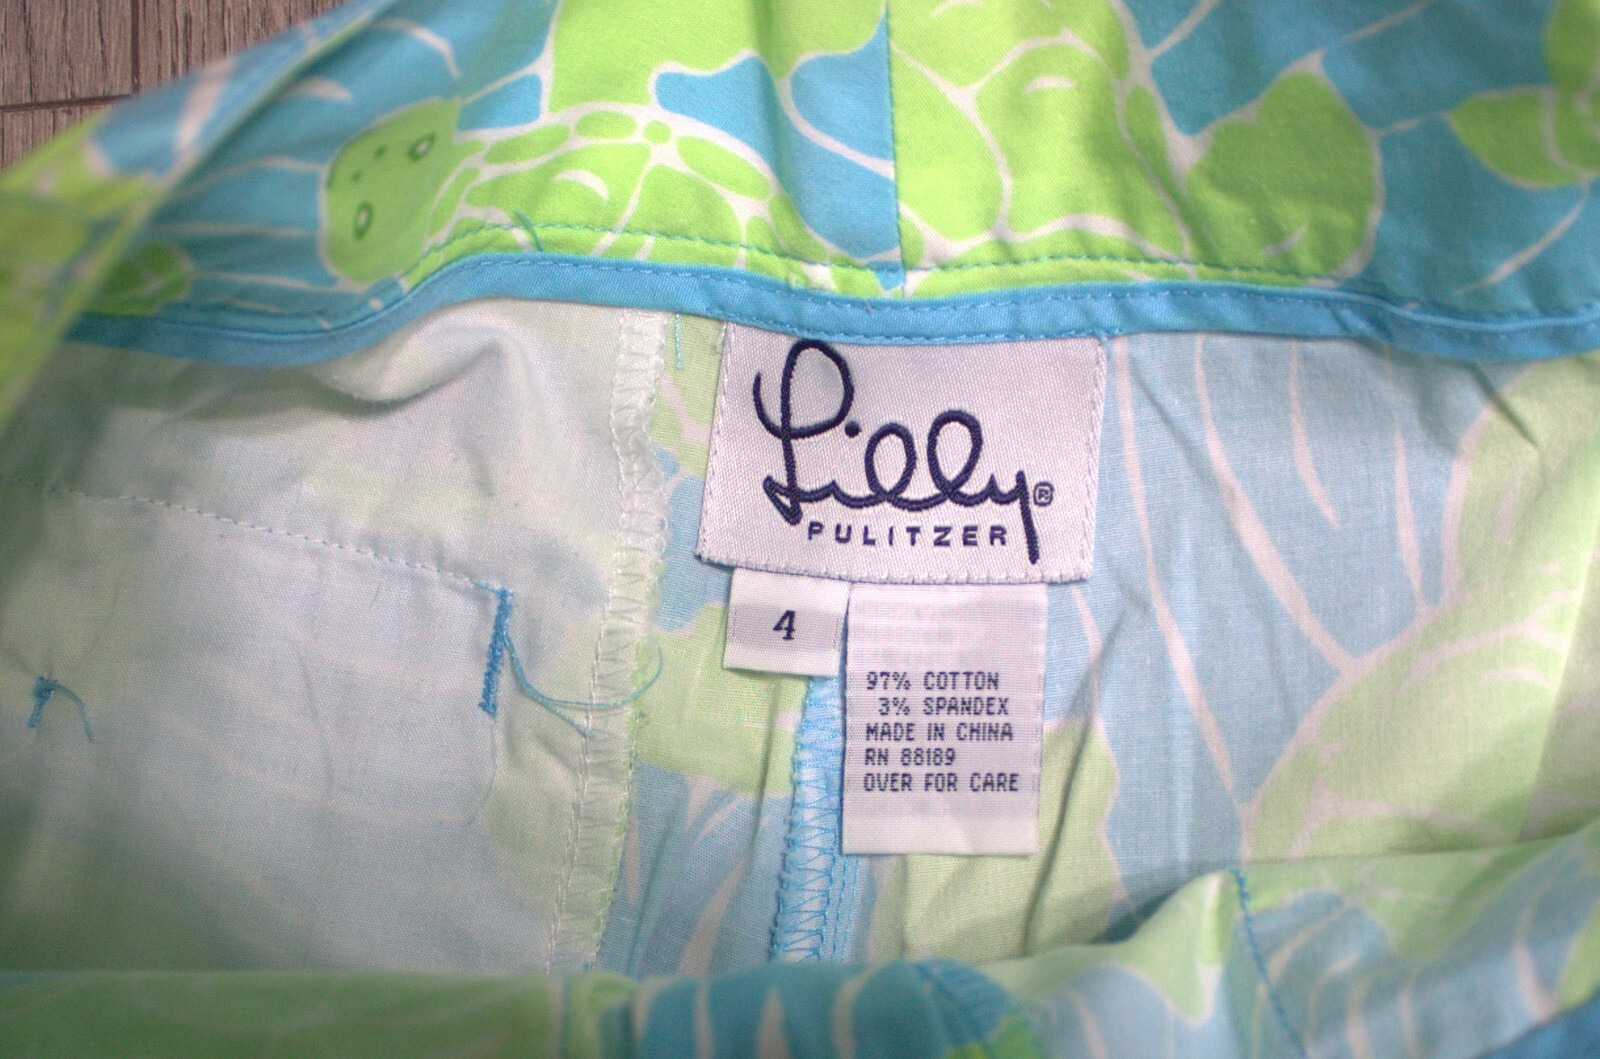 Lilly®
PULITZER
4
97% COTTON
3% SPANDEX
MADE IN CHINA
RN 88189
OVER FOR CARE